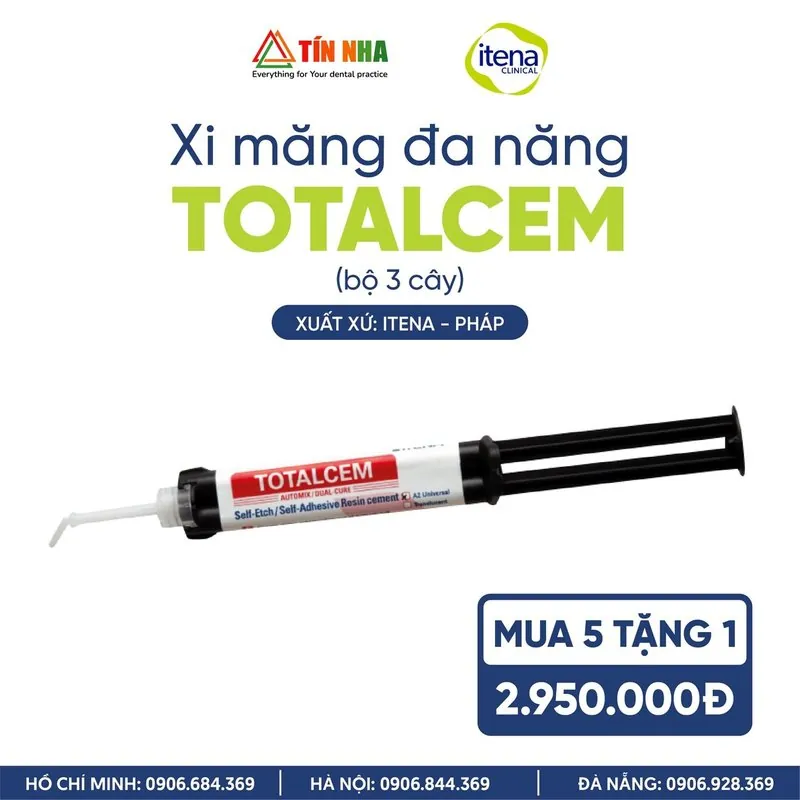 TÍN NHA
Everything for Your dental practice
itena
CLINICAL
Xi măng đa năng
TOTALCEM
(bộ 3 cây)
XUẤT XỨ: ITENA - PHÁP
TOTALCEM
AUTOMIX/DUAL-CURE
Self-Etch/Self-Adhesive Resin cement
A2 Universal
Translucent
MUA 5 TẶNG 1
2.950.000Đ
HỒ CHÍ MINH: 0906.684.369 | HÀ NỘI: 0906.844.369 | ĐÀ NẴNG: 0906.928.369